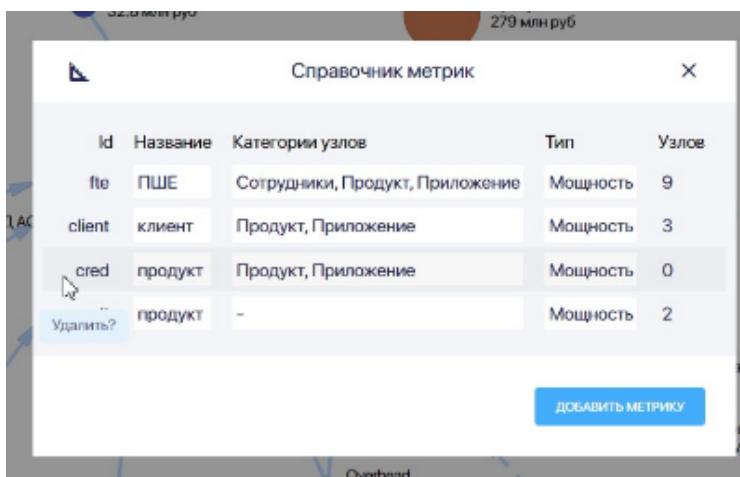 279 млн руб
Справочник метрик
Id Название Категории узлов Тип Узлов
fte ПШЕ Сотрудники, Продукт, Приложение Мощность 9
client клиент Продукт, Приложение Мощность 3
cred продукт Продукт, Приложение Мощность 0
продукт - Мощность 2
Удалить?
ДОБАВИТЬ МЕТРИКУ
Overhead